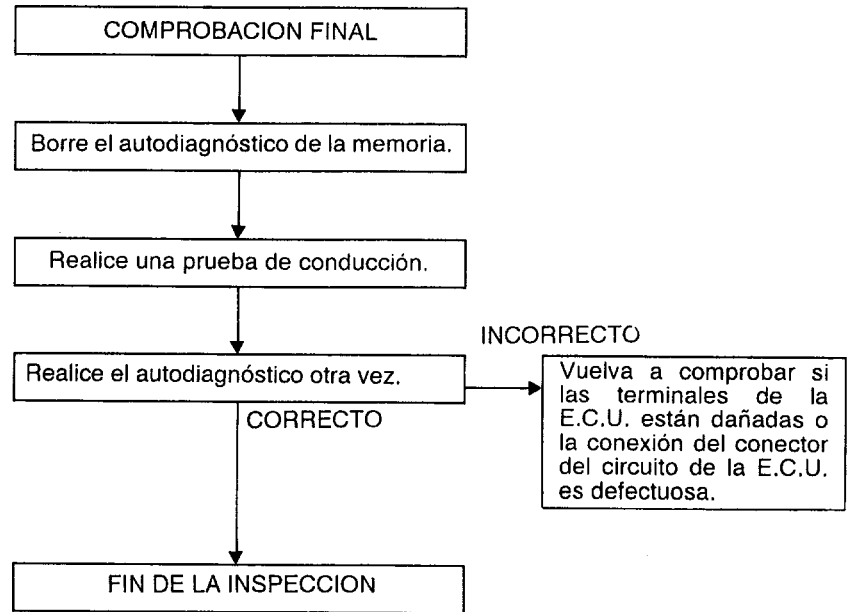 COMPROBACION FINAL
Borre el autodiagnóstico de la memoria.
Realice una prueba de conducción.
Realice el autodiagnóstico otra vez.
INCORRECTO
CORRECTO
Vuelva a comprobar si
las terminales de la
E.C.U. están dañadas o
la conexión del conector
del circuito de la E.C.U.
es defectuosa.
FIN DE LA INSPECCION